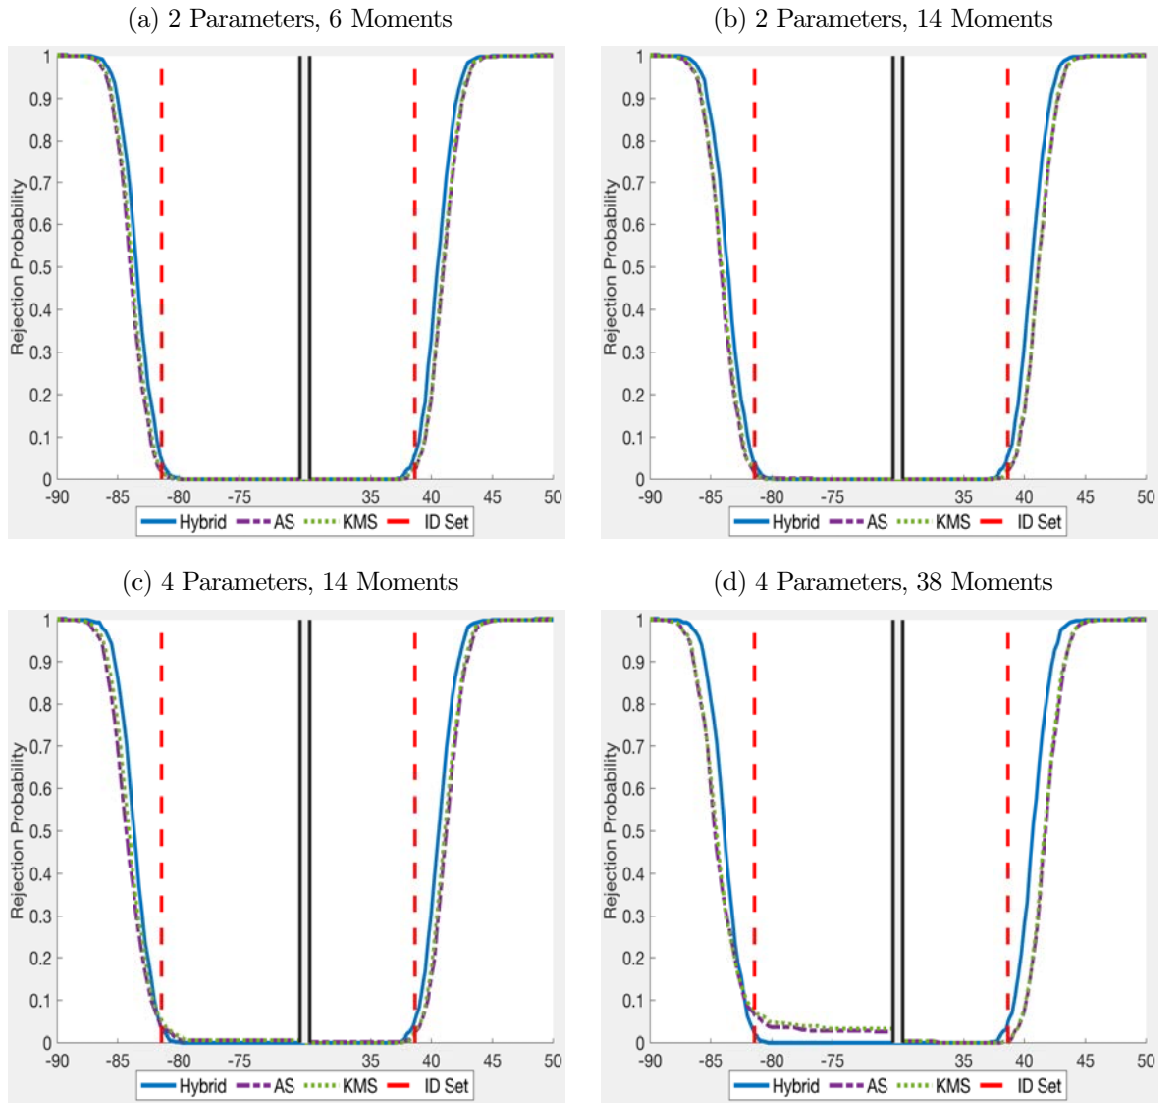 (a) 2 Parameters, 6 Moments
1
0.9
0.8
0.7
0.6
0.5
0.4
0.3
0.2
0.1
0
Rejection Probability
-90 -85 -80 -75 35 40 45 50
Hybrid AS KMS ID Set
(b) 2 Parameters, 14 Moments
1
0.9
0.8
0.7
0.6
0.5
0.4
0.3
0.2
0.1
0
Rejection Probability
-90 -85 -80 -75 35 40 45 50
Hybrid AS KMS ID Set
(c) 4 Parameters, 14 Moments
1
0.9
0.8
0.7
0.6
0.5
0.4
0.3
0.2
0.1
0
Rejection Probability
-90 -85 -80 -75 35 40 45 50
Hybrid AS KMS ID Set
(d) 4 Parameters, 38 Moments
1
0.9
0.8
0.7
0.6
0.5
0.4
0.3
0.2
0.1
0
Rejection Probability
-90 -85 -80 -75 35 40 45 50
Hybrid AS KMS ID Set